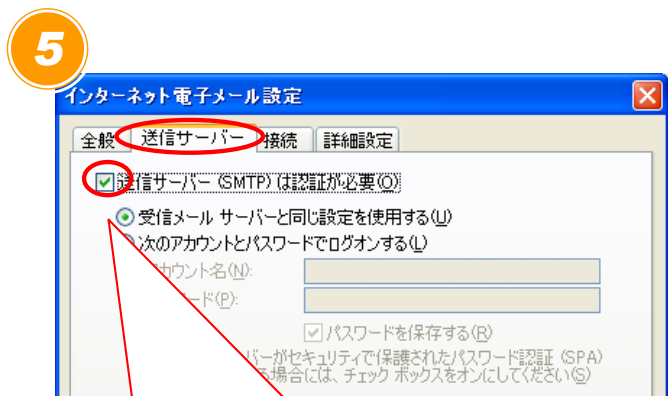 5
インターネット電子メール設定
全般 送信サーバー 接続 詳細設定
送信サーバー (SMTP) は認証が必要(O)
受信メール サーバーと同じ設定を使用する(U)
次のアカウントとパスワードでログオンする(L)
アカウント名(N):
ード(P):
パスワードを保存する(R)
バーがセキュリティで保護されたパスワード認証 (SPA)
る場合には、チェック ボックスをオンにしてください(S)